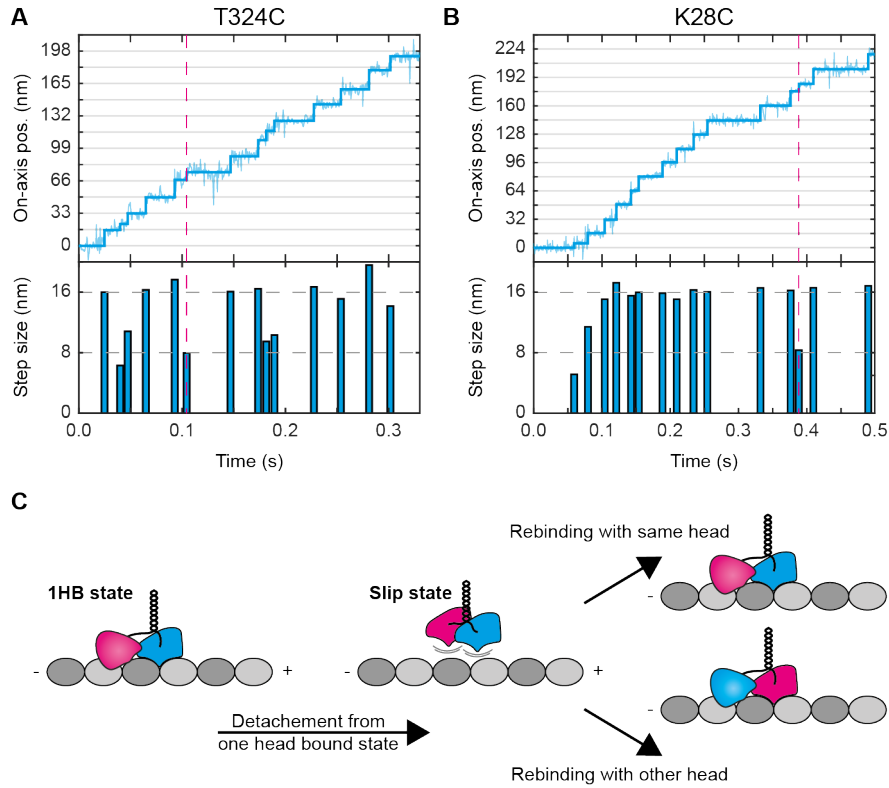 A
T324C
On-axis pos. (nm)
198
165
132
99
66
33
0
Step size (nm)
16
8
0
0.0
0.1
0.2
0.3
Time (s)
B
K28C
On-axis pos. (nm)
224
192
160
128
96
64
32
0
Step size (nm)
16
8
0
0.0
0.1
0.2
0.3
0.4
0.5
Time (s)
C
1HB state
-
+
Detachement from
one head bound state
Slip state
-
+
Rebinding with same head
-
-
Rebinding with other head